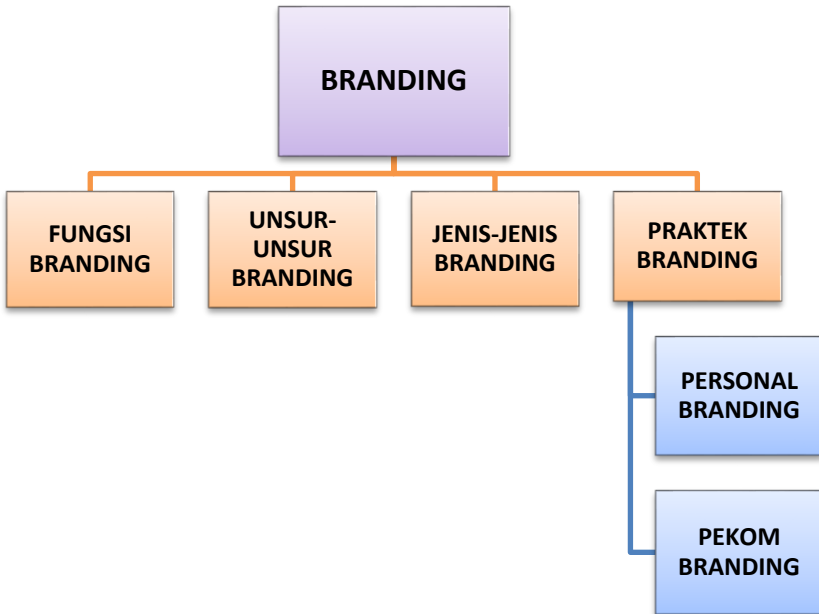 BRANDING
FUNGSI
BRANDING
UNSUR-
UNSUR
BRANDING
JENIS-JENIS
BRANDING
PRAKTEK
BRANDING
PERSONAL
BRANDING
PEKOM
BRANDING